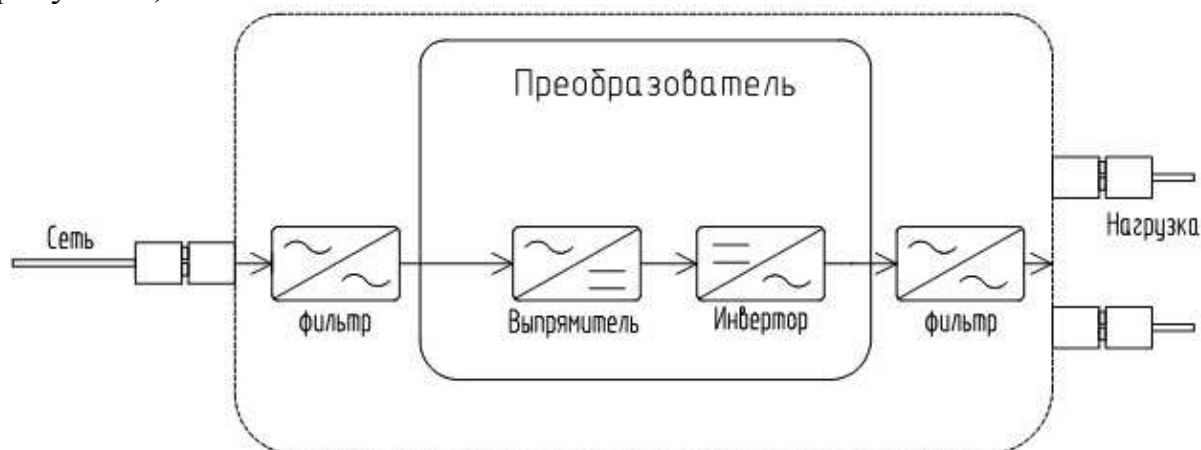 Преобразователь
Сеть
Нагрузка
фильтр
Выпрямитель
Инвертор
фильтр